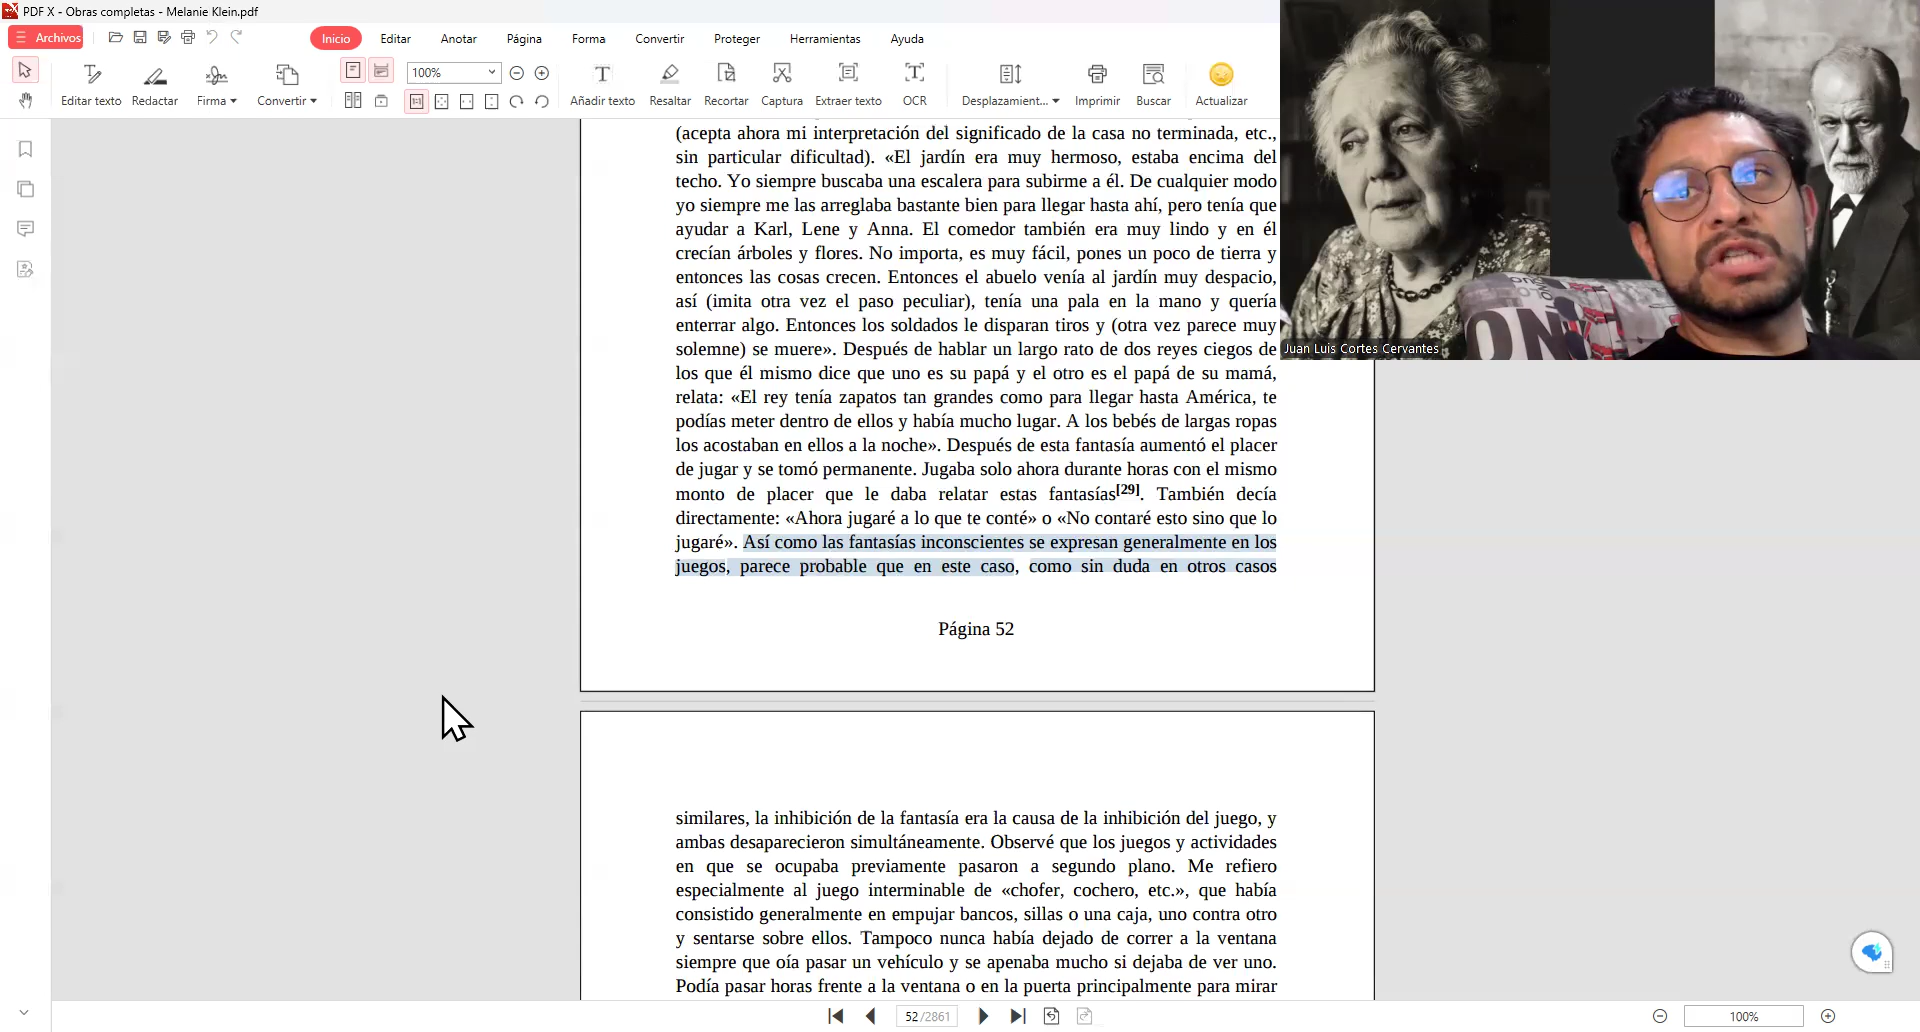 PDF X - Obras completas - Melanie Klein.pdf
Archivos
Inicio
Editar
Anotar
Página
Forma
Convertir
Proteger
Herramientas
Ayuda
100%
Editar texto
Redactar
Firma
Convertir
Añadir texto
Resaltar
Recortar
Captura
Extraer texto
OCR
Desplazamient...
Imprimir
Buscar
Actualizar
(acepta ahora mi interpretación del significado de la casa no terminada, etc.,
sin particular dificultad). «El jardín era muy hermoso, estaba encima del
techo. Yo siempre buscaba una escalera para subirme a él. De cualquier modo
yo siempre me las arreglaba bastante bien para llegar hasta ahí, pero tenía que
ayudar a Karl, Lene y Anna. El comedor también era muy lindo y en él
crecían árboles y flores. No importa, es muy fácil, pones un poco de tierra y
entonces las cosas crecen. Entonces el abuelo venía al jardín muy despacio,
así (imita otra vez el paso peculiar), tenía una pala en la mano y quería
enterrar algo. Entonces los soldados le disparan tiros y (otra vez parece muy
solemne) se muere». Después de hablar un largo rato de dos reyes ciegos de
los que él mismo dice que uno es su papá y el otro es el papá de su mamá,
relata: «El rey tenía zapatos tan grandes como para llegar hasta América, te
podías meter dentro de ellos y había mucho lugar. A los bebés de largas ropas
los acostaban en ellos a la noche». Después de esta fantasía aumentó el placer
de jugar y se tomó permanente. Jugaba solo ahora durante horas con el mismo
monto de placer que le daba relatar estas fantasías[29]. También decía
directamente: «Ahora jugaré a lo que te conté» o «No contaré esto sino que lo
jugaré». Así como las fantasías inconscientes se expresan generalmente en los
juegos, parece probable que en este caso, como sin duda en otros casos
Página 52
similares, la inhibición de la fantasía era la causa de la inhibición del juego, y
ambas desaparecieron simultáneamente. Observé que los juegos y actividades
en que se ocupaba previamente pasaron a segundo plano. Me refiero
especialmente al juego interminable de «chofer, cochero, etc.», que había
consistido generalmente en empujar bancos, sillas o una caja, uno contra otro
y sentarse sobre ellos. Tampoco nunca había dejado de correr a la ventana
siempre que oía pasar un vehículo y se apenaba mucho si dejaba de ver uno.
Podía pasar horas frente a la ventana o en la puerta principalmente para mirar
Juan Luis Cortes Cervantes
52/2861
100%